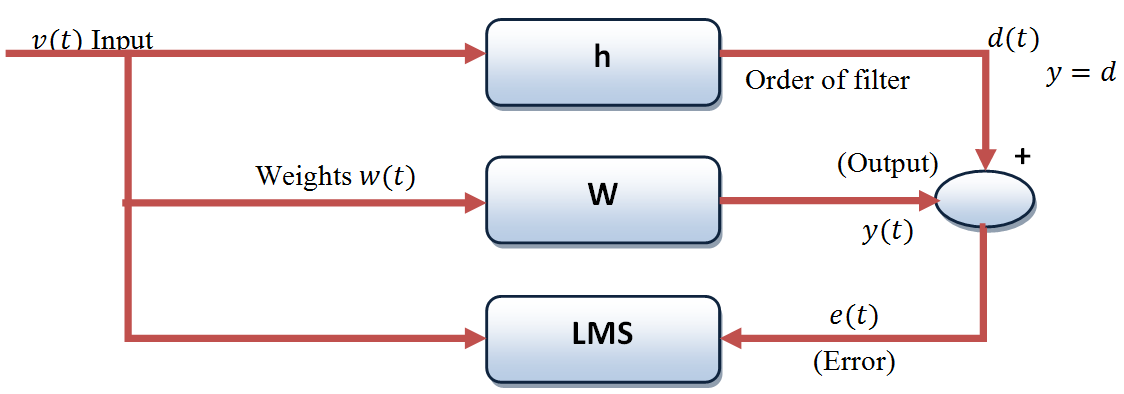 v(t) Input
h
d(t)
Order of filter
y = d
Weights w(t)
W
(Output)
+
y(t)
LMS
e(t)
(Error)